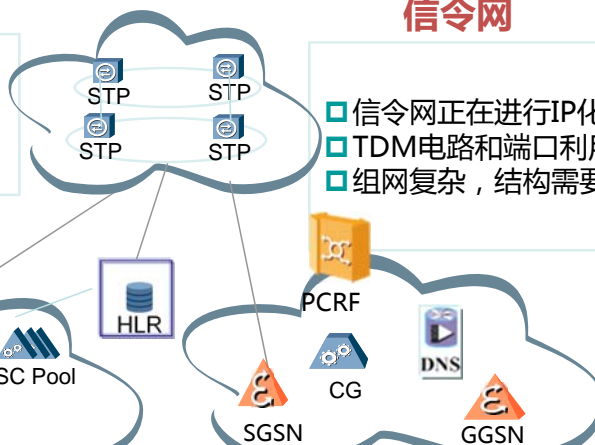 信令网
STP
STP
STP
STP
信令网正在进行IP化
TDM电路和端口利用
组网复杂，结构需要
PCRF
HLR
DNS
SC Pool
CG
SGSN
GGSN